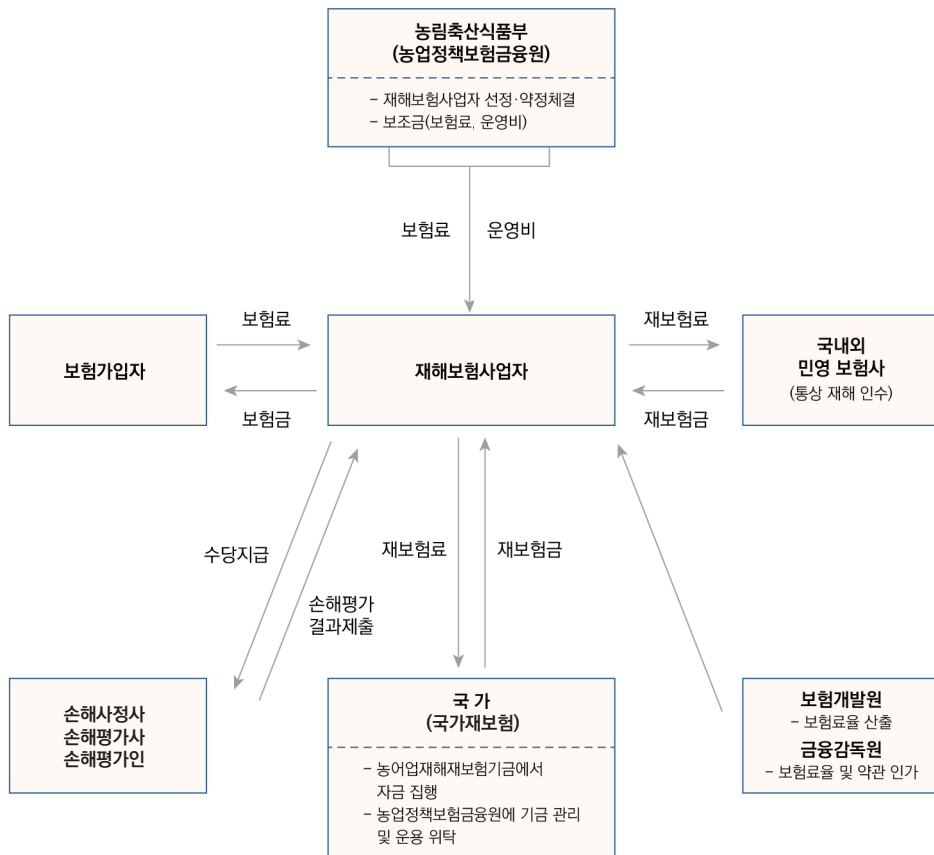 농림축산식품부
(농업정책보험금융원)
– 재해보험사업자 선정·약정체결
– 보조금(보험료, 운영비)
보험료
운영비
보험가입자
보험료
보험금
재해보험사업자
재보험료
재보험금
국내외
민영 보험사
(통상 재해 인수)
수당지급
손해평가
결과제출
재보험료
재보험금
손해사정사
손해평가사
손해평가인
국 가
(국가재보험)
– 농어업재해재보험기금에서
자금 집행
– 농업정책보험금융원에 기금 관리
및 운용 위탁
보험개발원
– 보험료율 산출
금융감독원
– 보험료율 및 약관 인가